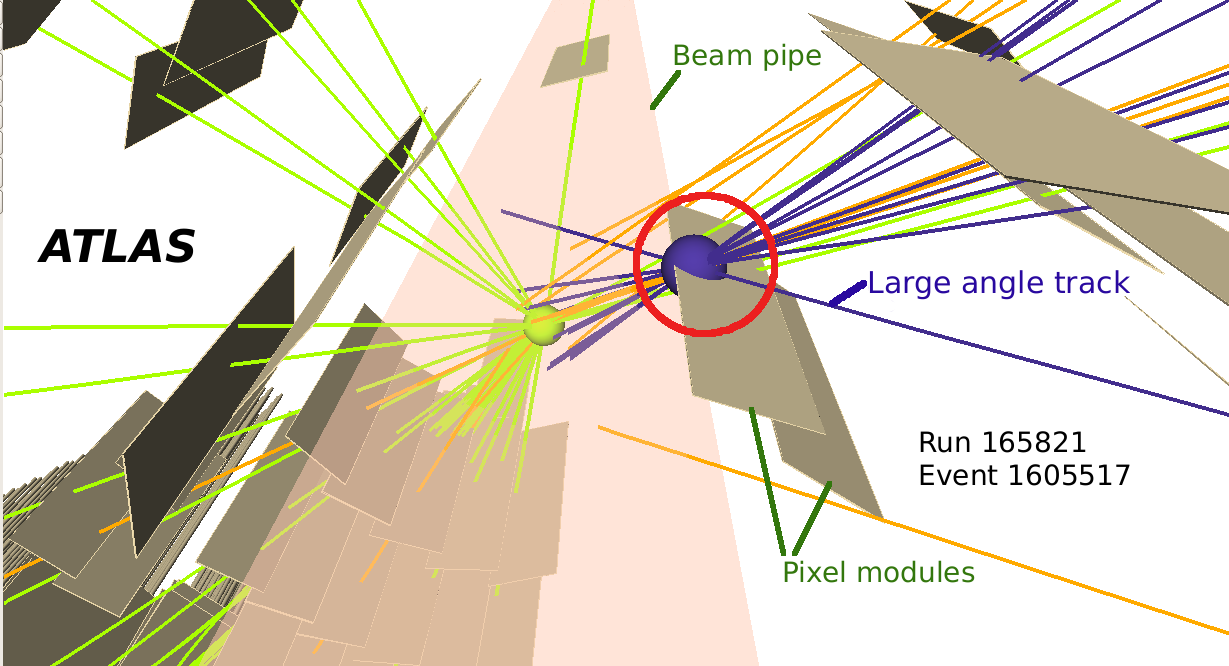 Beam pipe
ATLAS
Large angle track
Run 165821
Event 1605517
Pixel modules